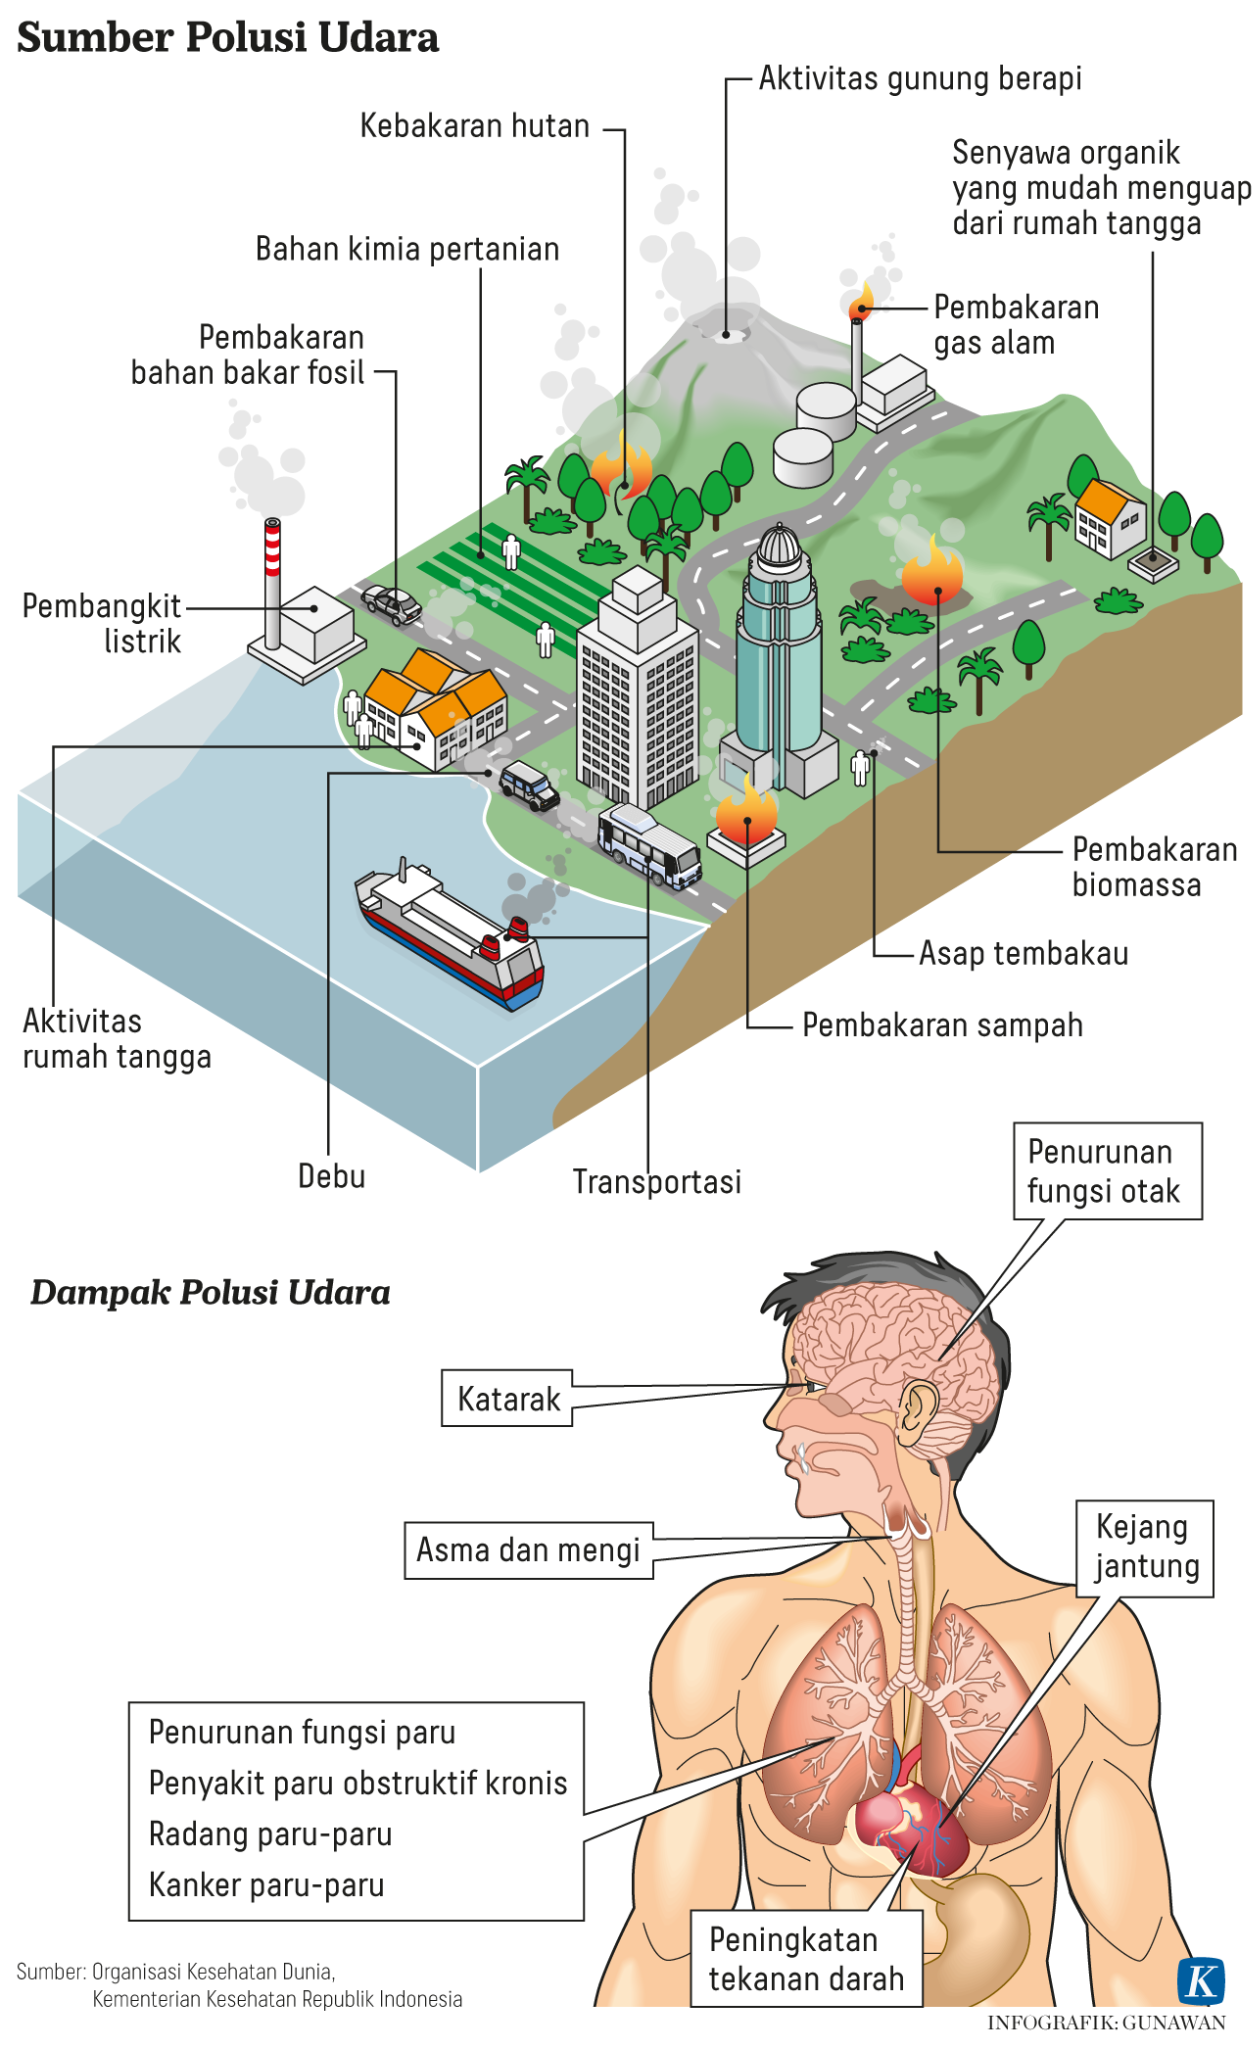 Sumber Polusi Udara
Aktivitas gunung berapi
Kebakaran hutan
Senyawa organik
yang mudah menguap
dari rumah tangga
Bahan kimia pertanian
Pembakaran
gas alam
Pembakaran
bahan bakar fosil
Pembangkit
listrik
Pembakaran
biomassa
Asap tembakau
Pembakaran sampah
Aktivitas
rumah tangga
Debu
Transportasi
Penurunan
fungsi otak
Dampak Polusi Udara
Katarak
Asma dan mengi
Kejang
jantung
Penurunan fungsi paru
Penyakit paru obstruktif kronis
Radang paru-paru
Kanker paru-paru
Peningkatan
tekanan darah
Sumber: Organisasi Kesehatan Dunia,
Kementerian Kesehatan Republik Indonesia
K
INFOGRAFIK: GUNAWAN